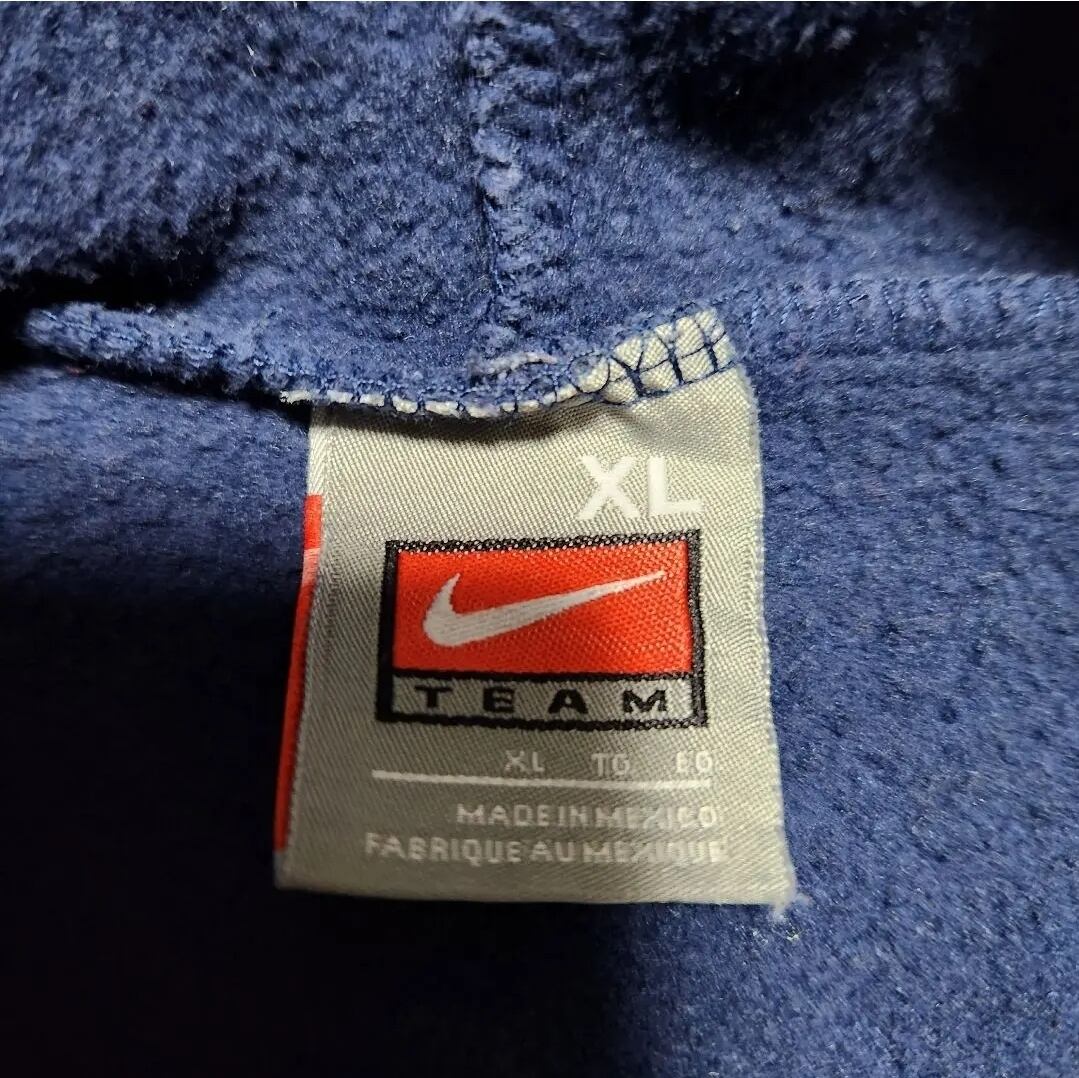 XL
TEAM
XL TG EG
MADE IN MEXICO
FABRIQUE AU MEXIQUE